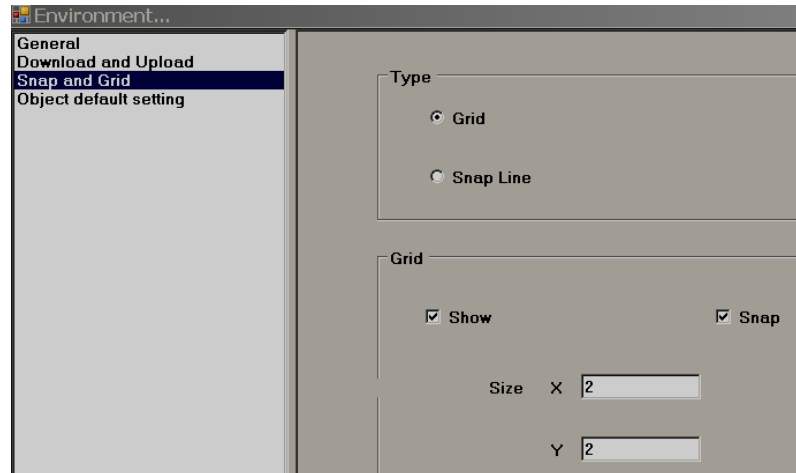 Environment...
General
Download and Upload
Snap and Grid
Object default setting
Type
Grid
Snap Line
Grid
Show
Snap
Size X 2
Y 2